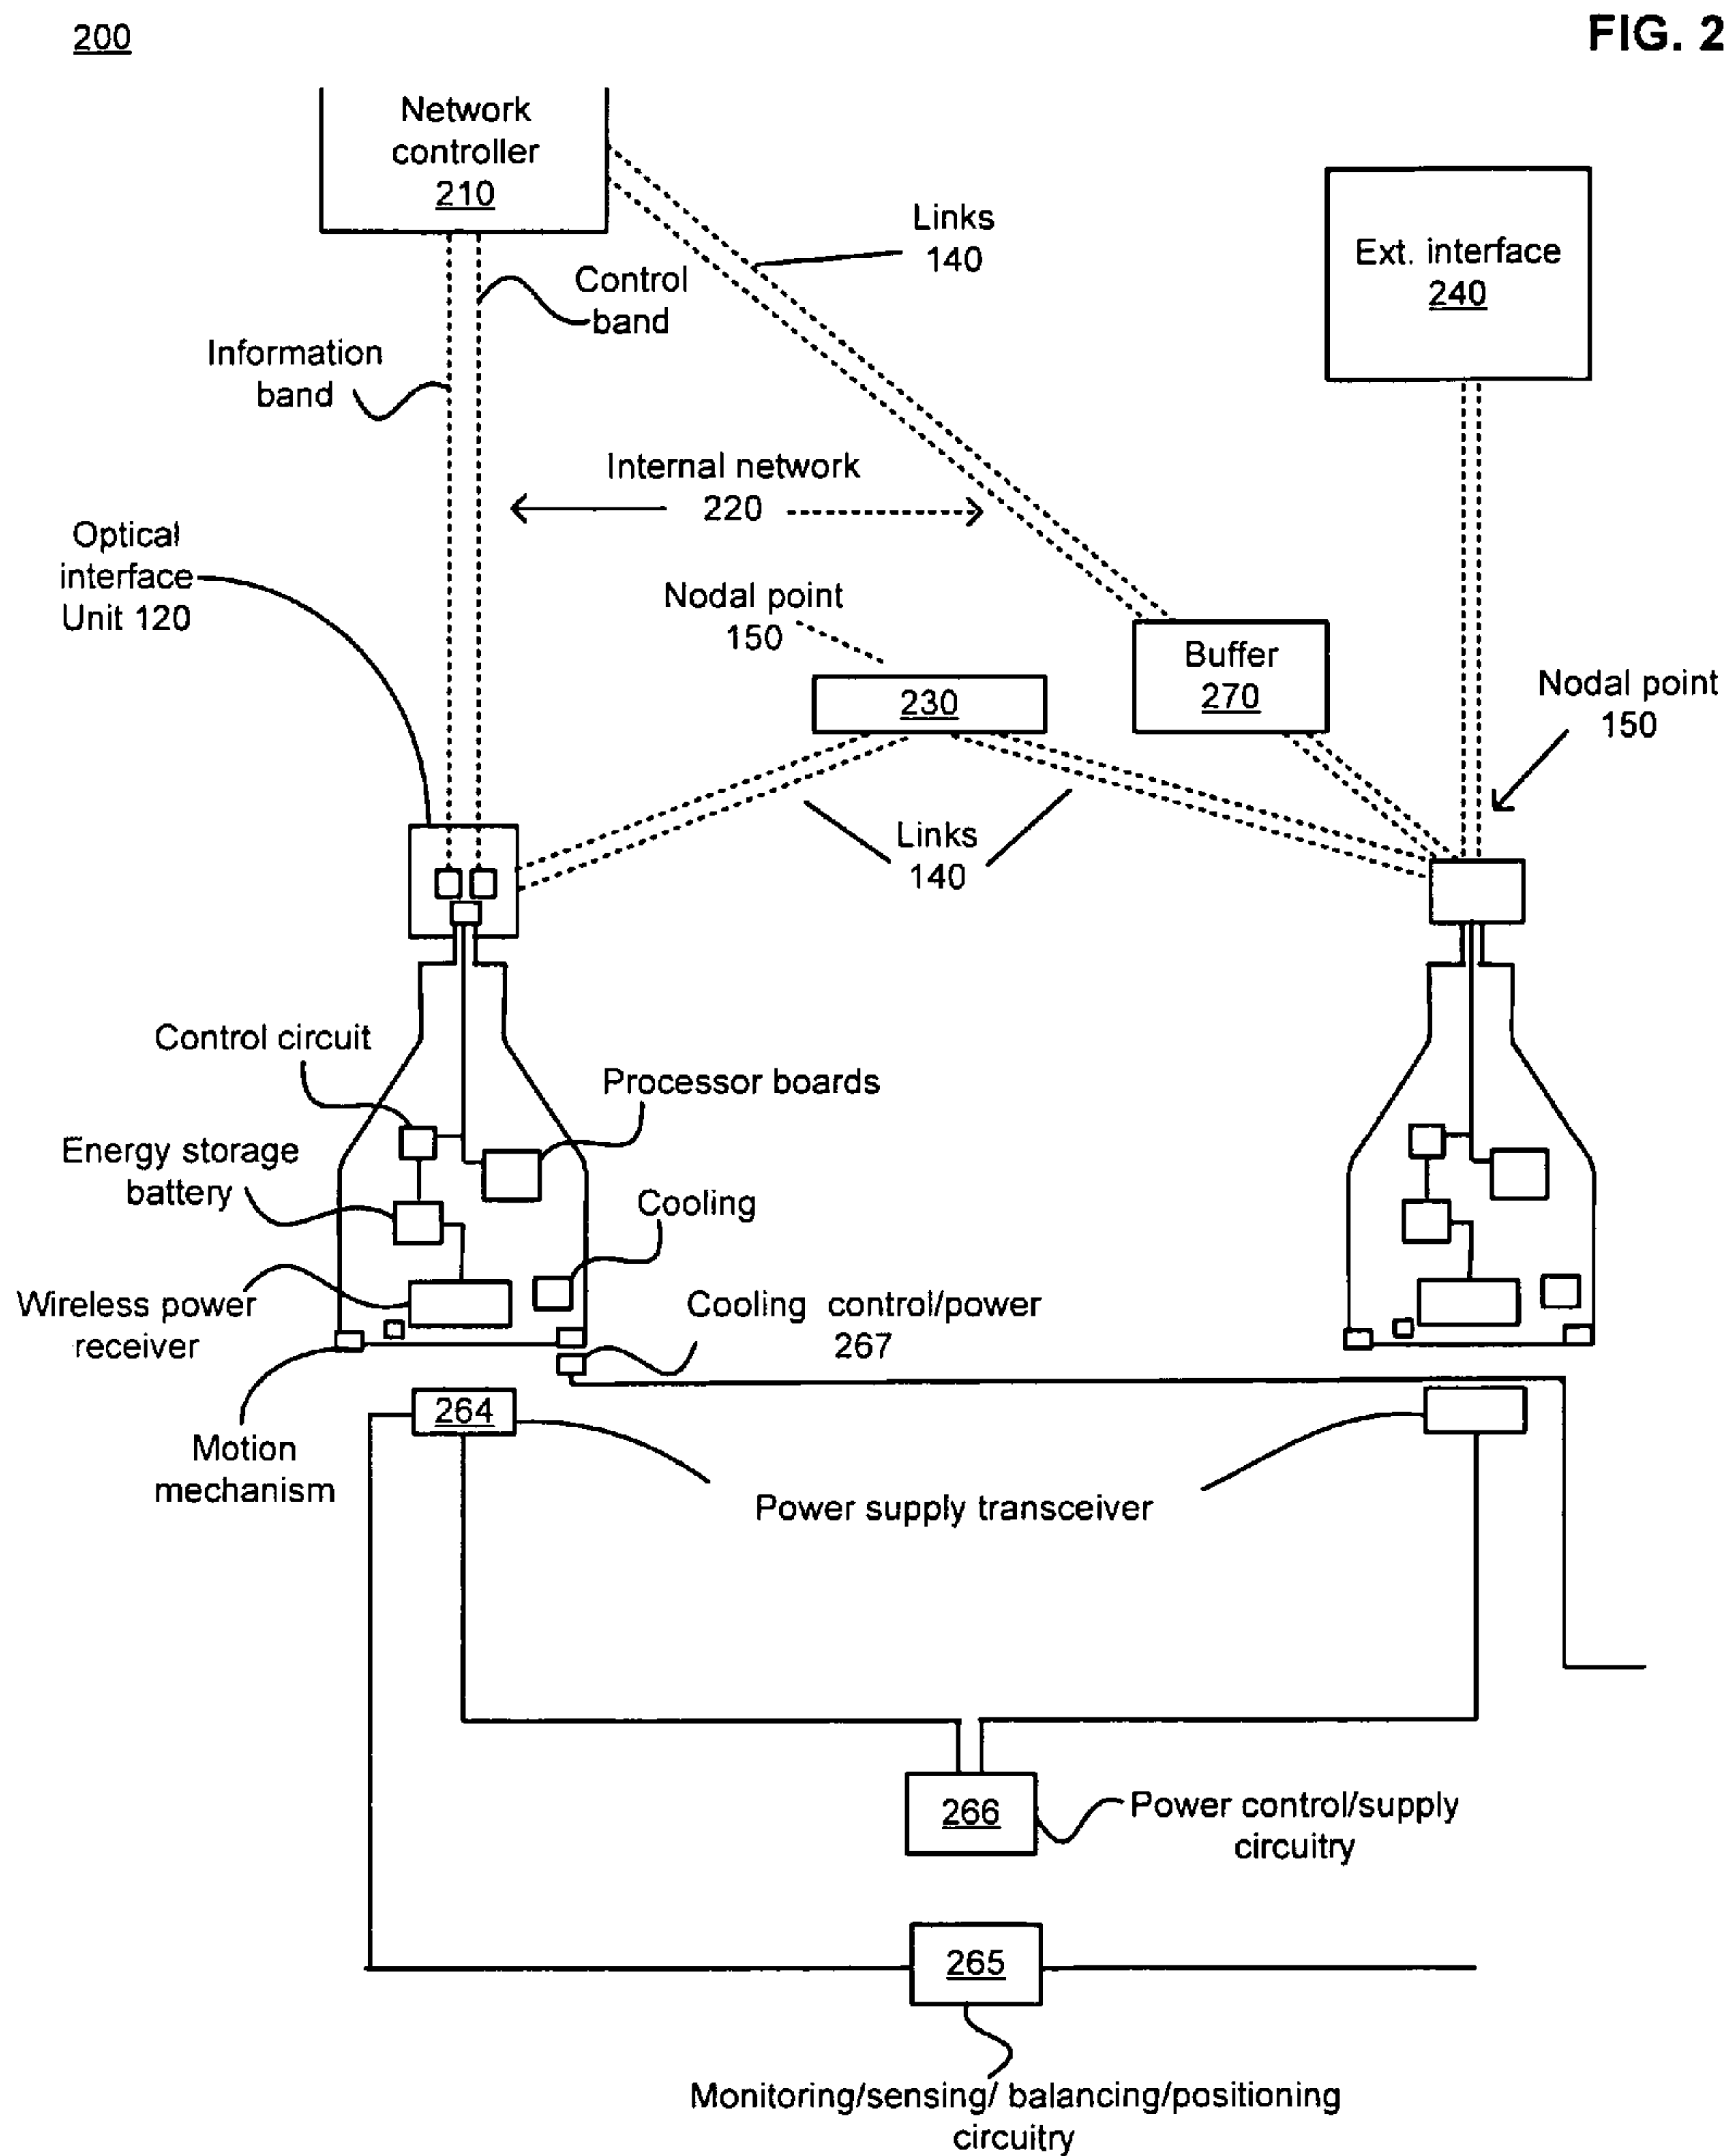 200
FIG. 2
Network
controller
210
Links
140
Ext. interface
240
Control
band
Information
band
Internal network
220
Optical
interface
Unit 120
Nodal point
150
Buffer
270
Nodal point
150
230
Links
140
Control circuit
Processor boards
Energy storage
battery
Cooling
Wireless power
receiver
Cooling control/power
267
264
Motion
mechanism
Power supply transceiver
266
Power control/supply
circuitry
265
Monitoring/sensing/ balancing/positioning
circuitry